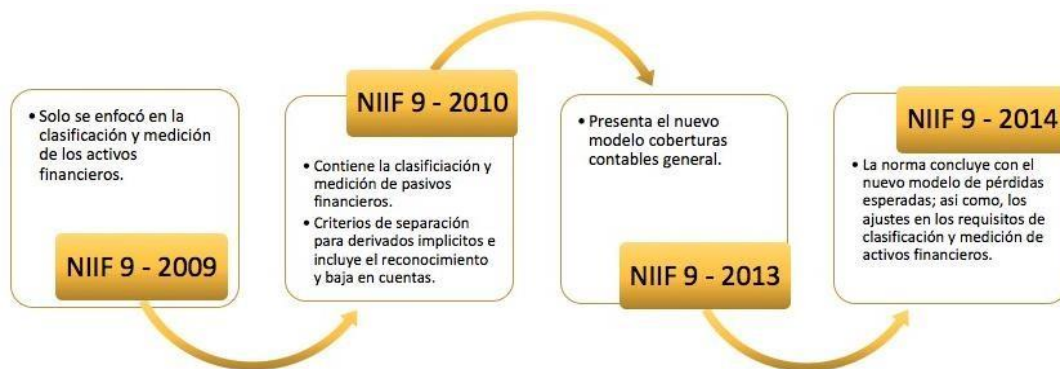 • Solo se enfocó en la
clasificación y medición
de los activos
financieros.
NIIF 9 - 2009
NIIF 9 - 2010
• Contiene la clasificiación y
medición de pasivos
financieros.
• Criterios de separación
para derivados implicitos e
incluye el reconocimiento
y baja en cuentas.
• Presenta el nuevo
modelo coberturas
contables general.
NIIF 9 - 2013
NIIF 9 - 2014
• La norma concluye con el
nuevo modelo de pérdidas
esperadas; asi como, los
ajustes en los requisitos de
clasificación y medición de
activos financieros.